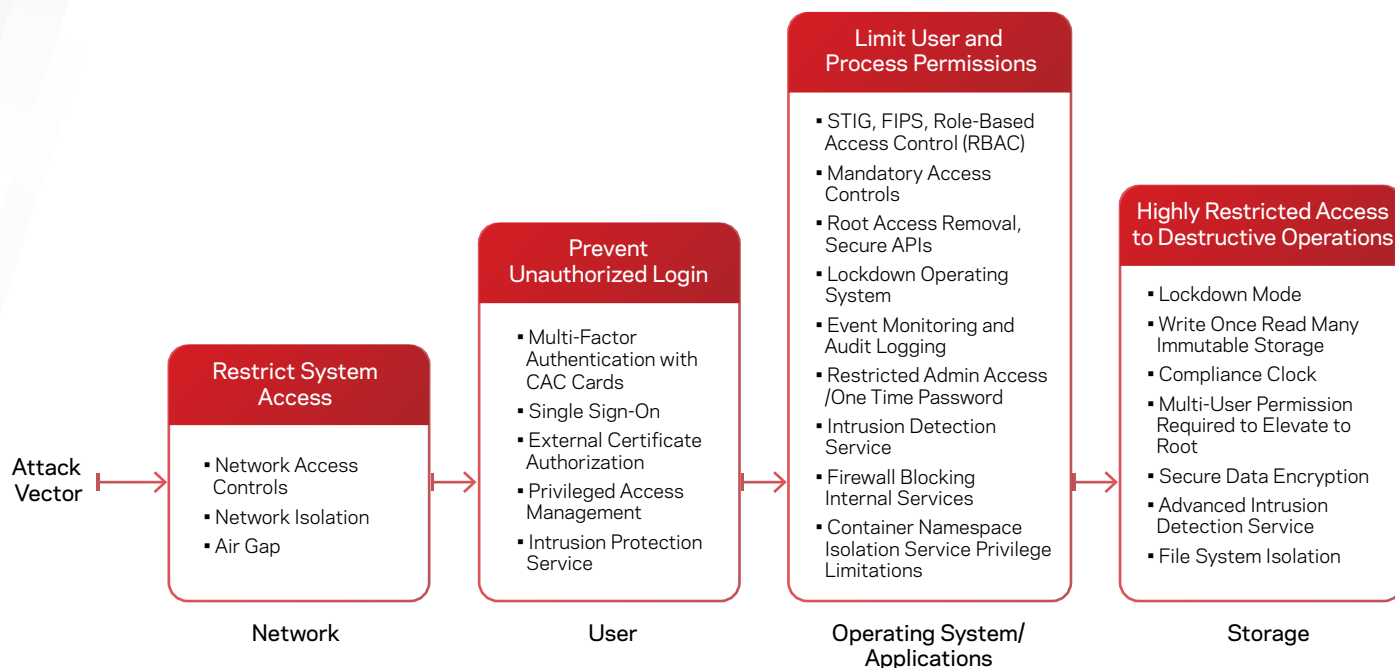 Attack
Vector
Restrict System
Access
▪ Network Access
Controls
▪ Network Isolation
▪ Air Gap
Network
Prevent
Unauthorized Login
▪ Multi-Factor
Authentication with
CAC Cards
▪ Single Sign-On
▪ External Certificate
Authorization
▪ Privileged Access
Management
▪ Intrusion Protection
Service
User
Limit User and
Process Permissions
▪ STIG, FIPS, Role-Based
Access Control (RBAC)
▪ Mandatory Access
Controls
▪ Root Access Removal,
Secure APIs
▪ Lockdown Operating
System
▪ Event Monitoring and
Audit Logging
▪ Restricted Admin Access
/One Time Password
▪ Intrusion Detection
Service
▪ Firewall Blocking
Internal Services
▪ Container Namespace
Isolation Service Privilege
Limitations
Operating System/
Applications
Highly Restricted Access
to Destructive Operations
▪ Lockdown Mode
▪ Write Once Read Many
Immutable Storage
▪ Compliance Clock
▪ Multi-User Permission
Required to Elevate to
Root
▪ Secure Data Encryption
▪ Advanced Intrusion
Detection Service
▪ File System Isolation
Storage